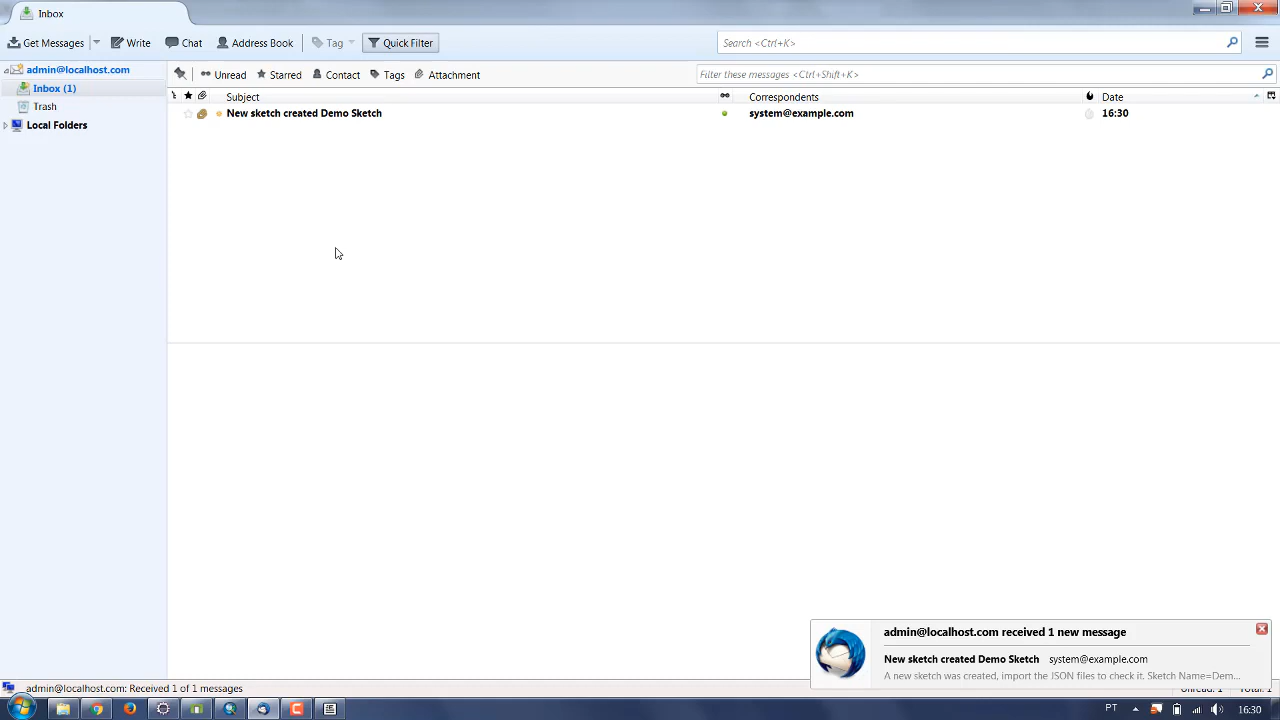 Inbox
Get Messages Write Chat Address Book Tag Quick Filter Search <Ctrl+K>
admin@localhost.com
Unread Starred Contact Tags Attachment Filter these messages <Ctrl+Shift+K>
Inbox (1)
Subject Correspondents Date
Trash
New sketch created Demo Sketch system@example.com 16:30
Local Folders
admin@localhost.com received 1 new message
New sketch created Demo Sketch system@example.com
A new sketch was created, import the JSON files to check it. Sketch Name=Dem...
admin@localhost.com: Received 1 of 1 messages Unread: 1 Total: 1
PT 16:30